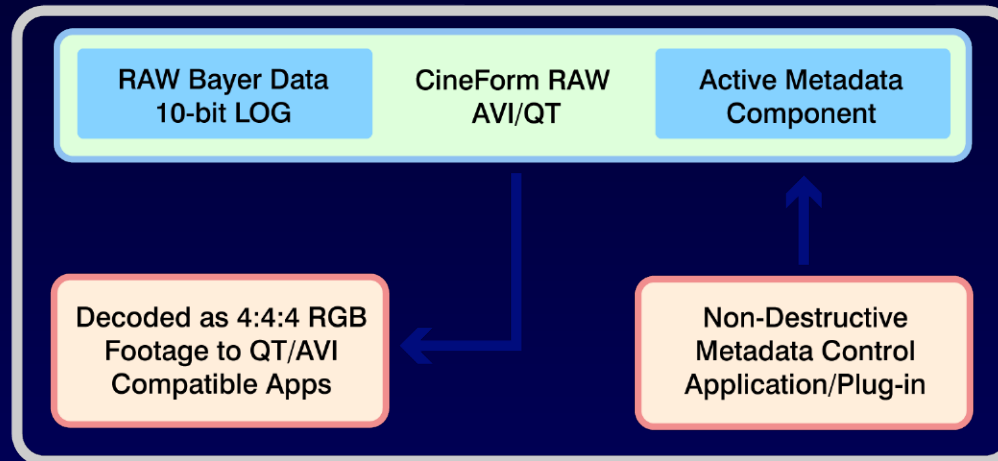 RAW Bayer Data
10-bit LOG
CineForm RAW
AVI/QT
Active Metadata
Component
Decoded as 4:4:4 RGB
Footage to QT/AVI
Compatible Apps
Non-Destructive
Metadata Control
Application/Plug-in